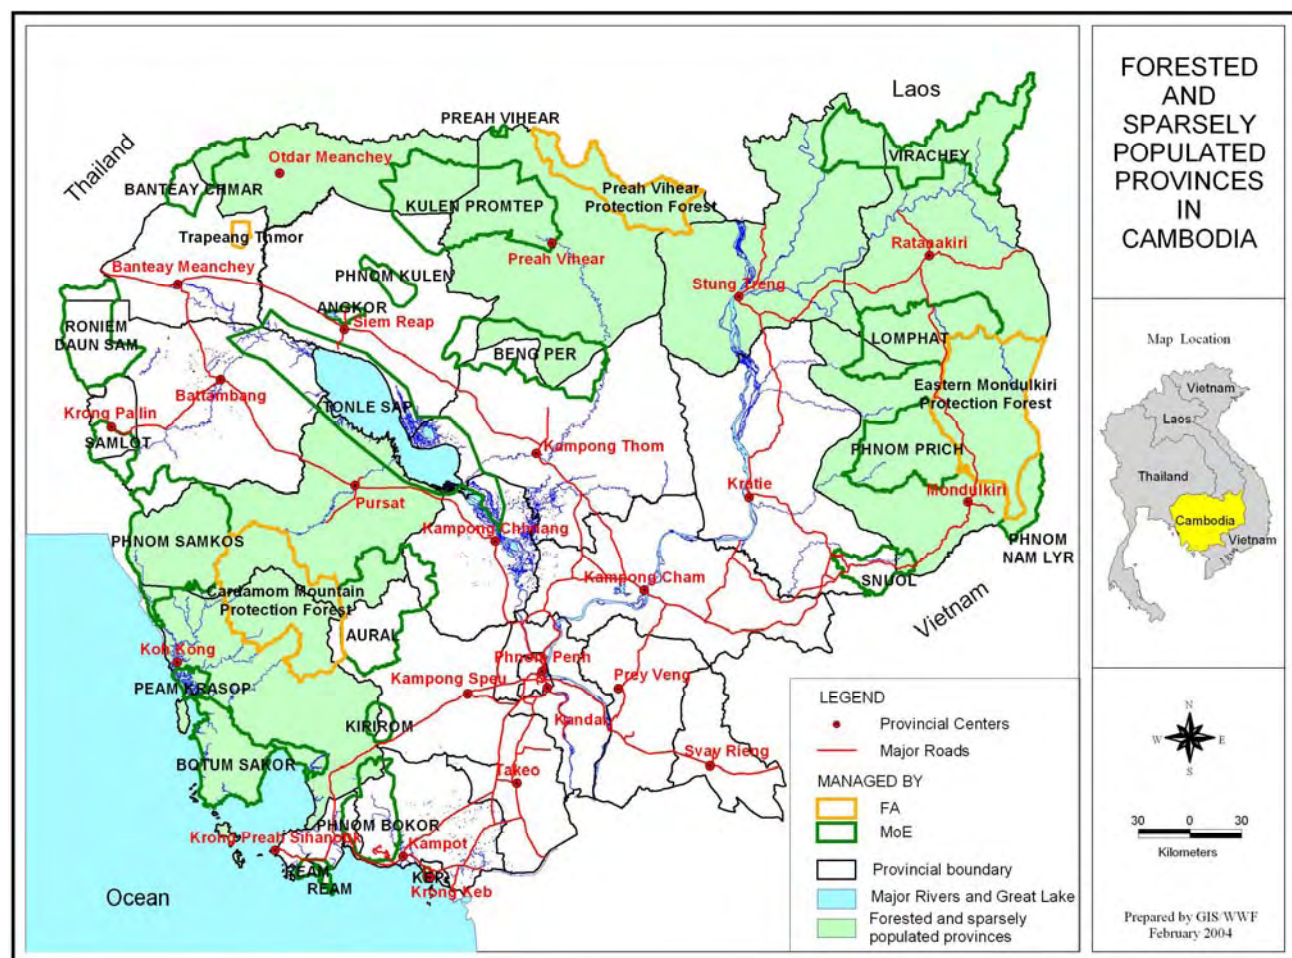 Laos
Thailand
PREAH VIHEAR
Otdar Meanchey
VIRACHEY
BANTEAY CHMAR
KULEN PROMTEP
Preah Vihear
Protection Forest
Trapeang Thmor
Preah Vihear
Ratanakiri
Banteay Meanchey
PHNOM KULEN
Stung Treng
ANGKOR
Siem Reap
RONIEM
DAUN SAM
LOMPHAT
BENG PER
Battambang
Eastern Mondulkiri
Protection Forest
TONLE SAP
Krong Pailin
SAMLOT
Kampong Thom
PHNOM PRICH
Pursat
Kratie
Mondulkiri
Kampong Chhnang
PHNOM SAMKOS
PHNOM
NAM LYR
SNUOL
Kampong Cham
Cardamom Mountain
Protection Forest
Vietnam
AURAL
Koh Kong
Phnom Penh
PEAM KRASOP
Kampong Speu
Prey Veng
KIRIROM
Kandal
Svay Rieng
BOTUM SAKOR
Takeo
PHNOM BOKOR
Krong Preah Sihanouk
Kampot
REAM
REAM
KEP
Krong Keb
Ocean
LEGEND
Provincial Centers
Major Roads
MANAGED BY
FA
MoE
Provincial boundary
Major Rivers and Great Lake
Forested and sparsely
populated provinces
FORESTED
AND
SPARSELY
POPULATED
PROVINCES
IN
CAMBODIA
Map Location
Vietnam
Laos
Thailand
Cambodia
Vietnam
N
W E
S
30 0 30
Kilometers
Prepared by GIS/WWF
February 2004